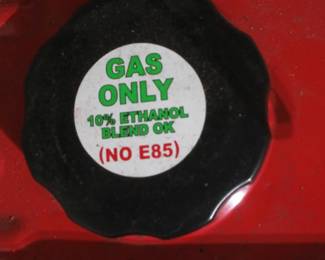 GAS
ONLY
10% ETHANOL
BLEND OK
(NO E85)